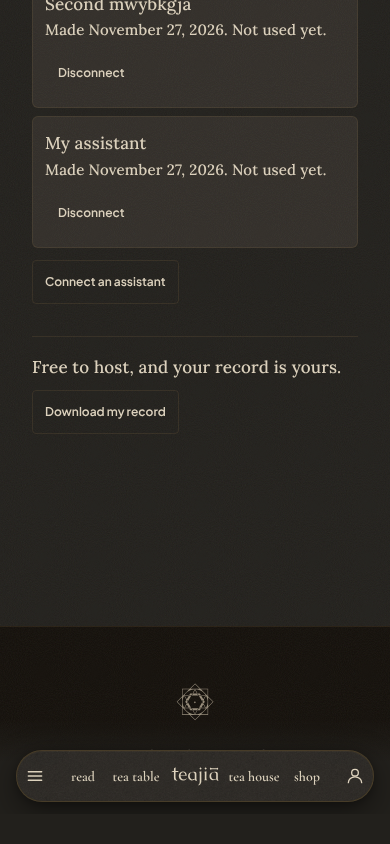 Second mwybkgja
Made November 27, 2026. Not used yet.
Disconnect
My assistant
Made November 27, 2026. Not used yet.
Disconnect
Connect an assistant
Free to host, and your record is yours.
Download my record
read tea table teajiā tea house shop